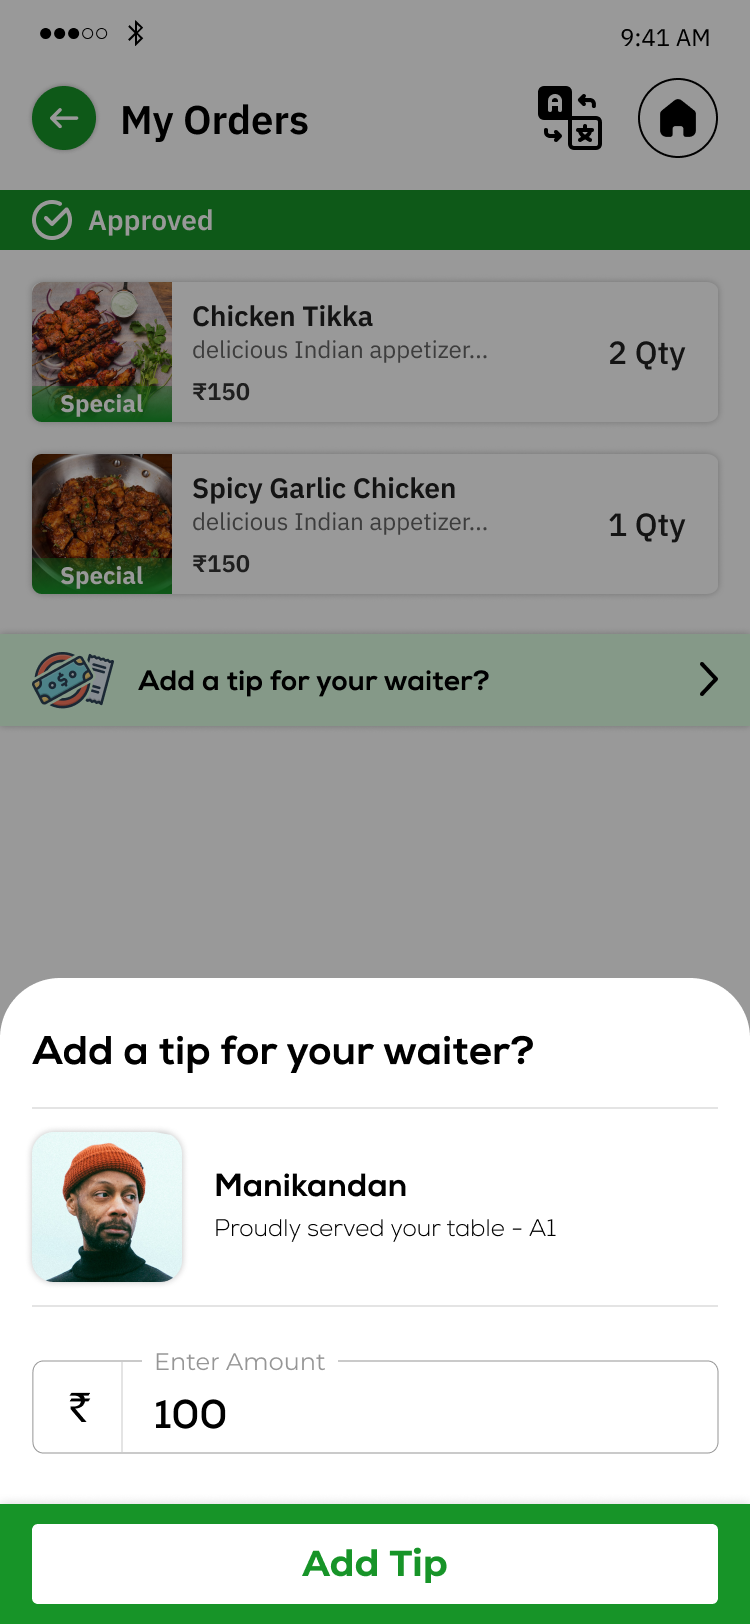 9:41 AM
My Orders
A
Approved
Chicken Tikka
delicious Indian appetizer...
₹150
2 Qty
Special
Spicy Garlic Chicken
delicious Indian appetizer...
₹150
1 Qty
Special
Add a tip for your waiter?
Add a tip for your waiter?
Manikandan
Proudly served your table - A1
Enter Amount
₹ 100
Add Tip